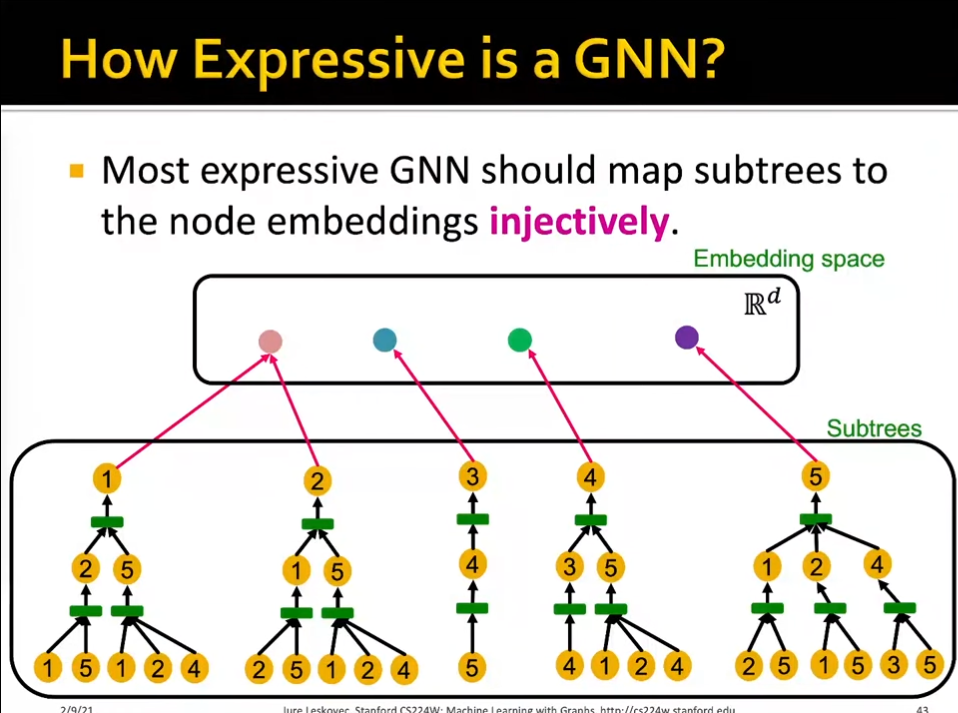 How Expressive is a GNN?
Most expressive GNN should map subtrees to
the node embeddings injectively.
Embedding space
ℝᵈ
Subtrees
1 2 3 4 5
2 5 1 5 4 3 5 1 2 4
1 5 1 2 4 2 5 1 2 4 5 4 1 2 4 2 5 1 5 3 5
2/9/21 Jure Leskovec, Stanford CS224W: Machine Learning with Graphs, http://cs224w.stanford.edu 43